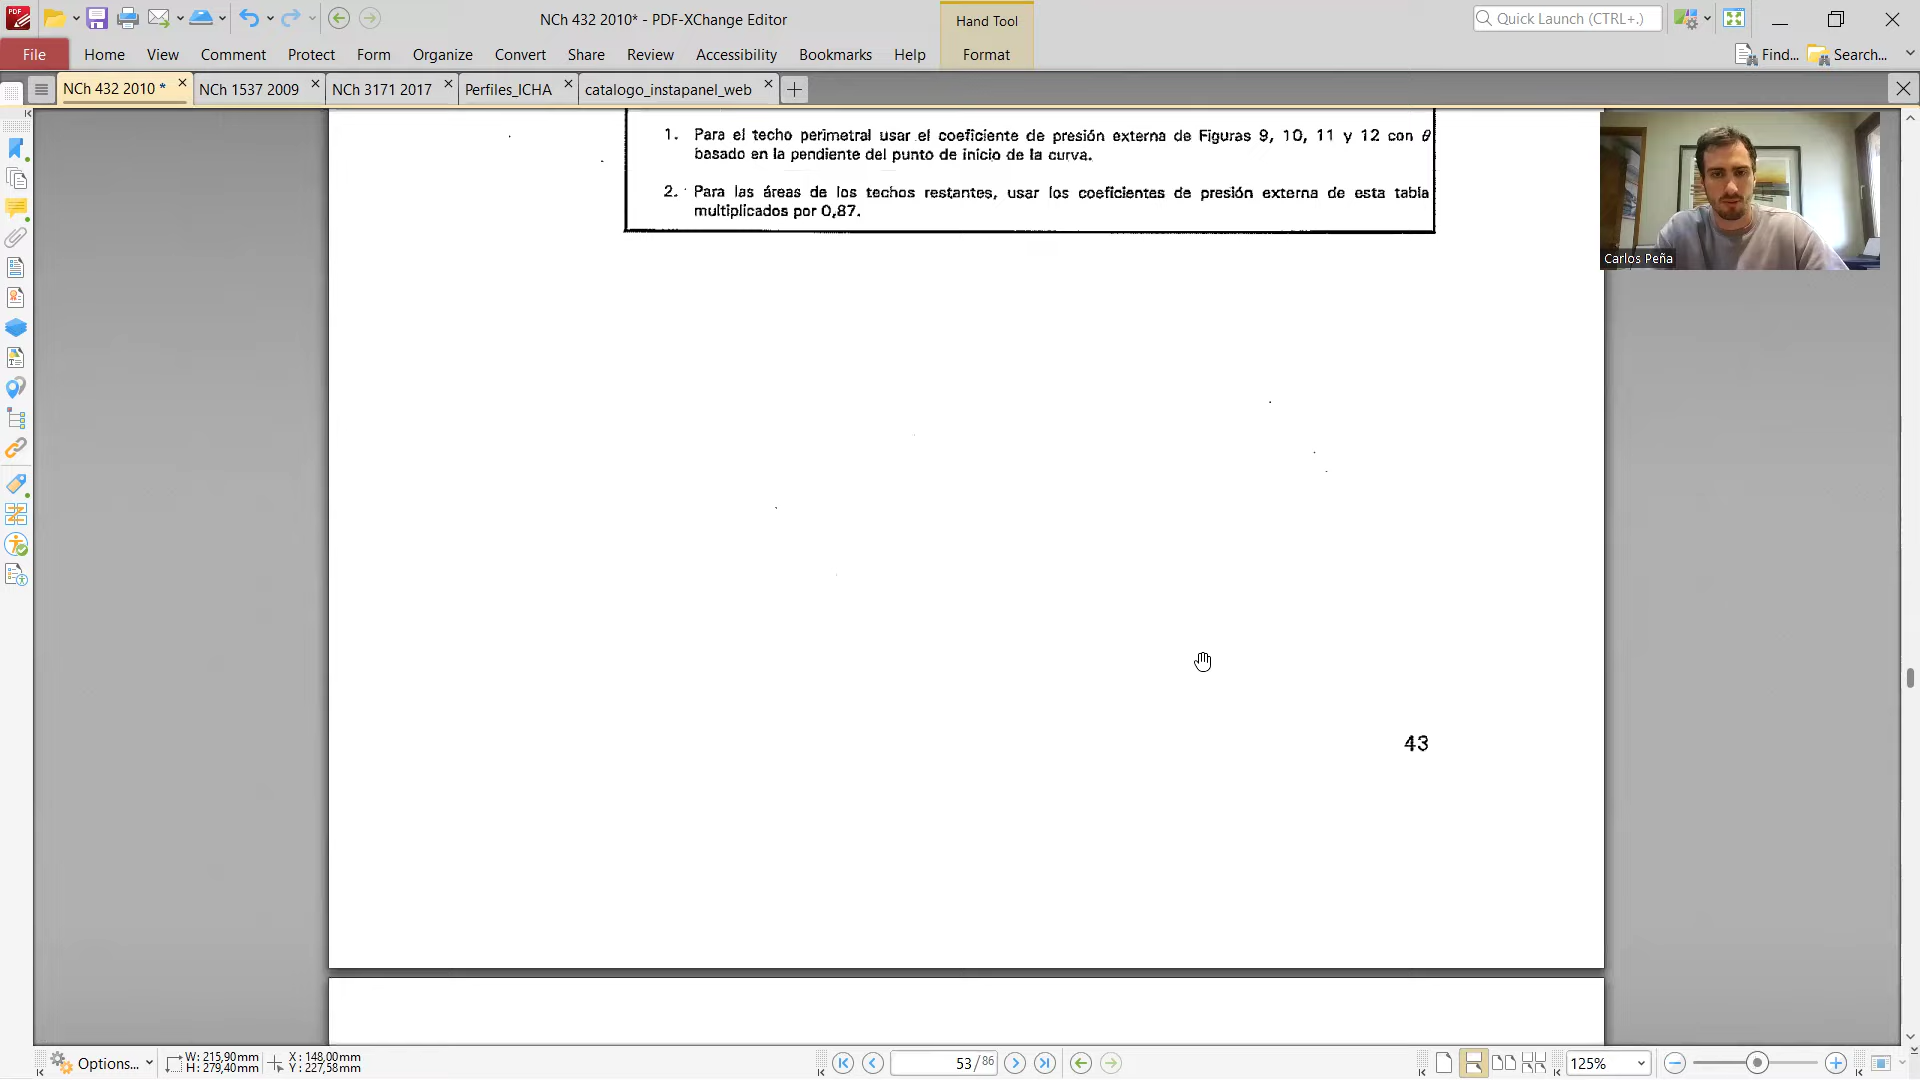 NCh 432 2010* - PDF-XChange Editor
Hand Tool
Quick Launch (CTRL+.)
File
Home
View
Comment
Protect
Form
Organize
Convert
Share
Review
Accessibility
Bookmarks
Help
Format
Find...
Search...
NCh 432 2010 *
NCh 1537 2009
NCh 3171 2017
Perfiles_ICHA
catalogo_instapanel_web
1. Para el techo perimetral usar el coeficiente de presión externa de Figuras 9, 10, 11 y 12 con θ
basado en la pendiente del punto de inicio de la curva.
2. Para las áreas de los techos restantes, usar los coeficientes de presión externa de esta tabla
multiplicados por 0,87.
Carlos Peña
43
Options...
W: 215,90mm
H: 279,40mm
X: 148,00mm
Y: 227,58mm
53 / 86
125%